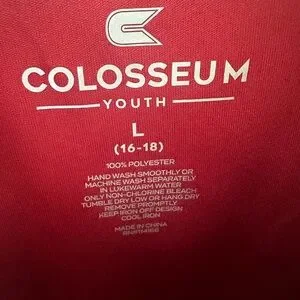 COLOSSEUM
YOUTH
L
(16-18)
100% POLYESTER
HAND WASH SMOOTHLY OR
MACHINE WASH SEPARATELY
IN LUKEWARM WATER
ONLY NON-CHLORINE BLEACH
TUMBLE DRY LOW OR HANG DRY
REMOVE PROMPTLY
KEEP IRON OFF DESIGN
COOL IRON
MADE IN CHINA